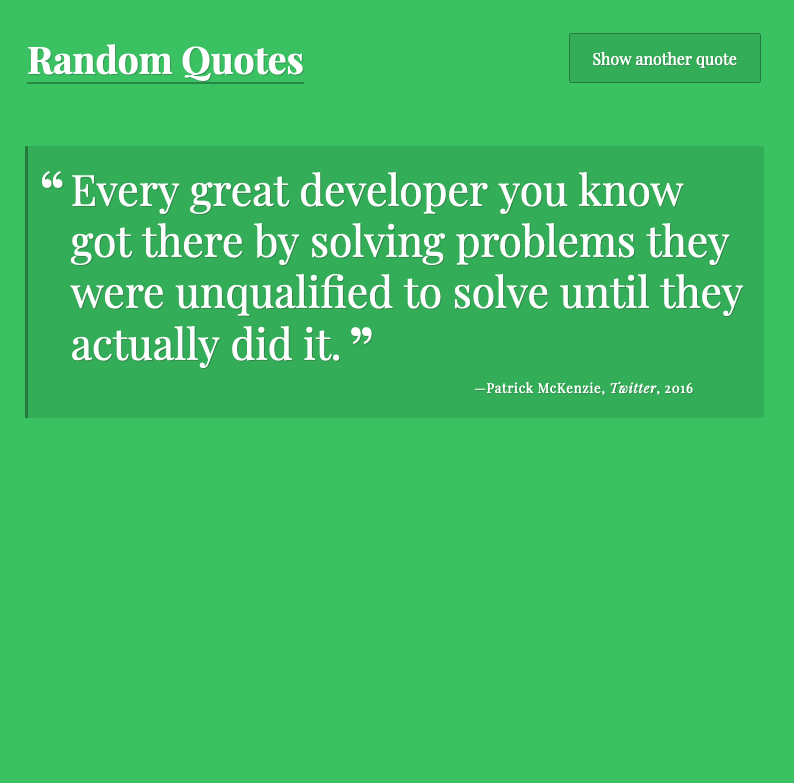 Random Quotes
Show another quote
“ Every great developer you know
got there by solving problems they
were unqualified to solve until they
actually did it. ”
—Patrick McKenzie, Twitter, 2016